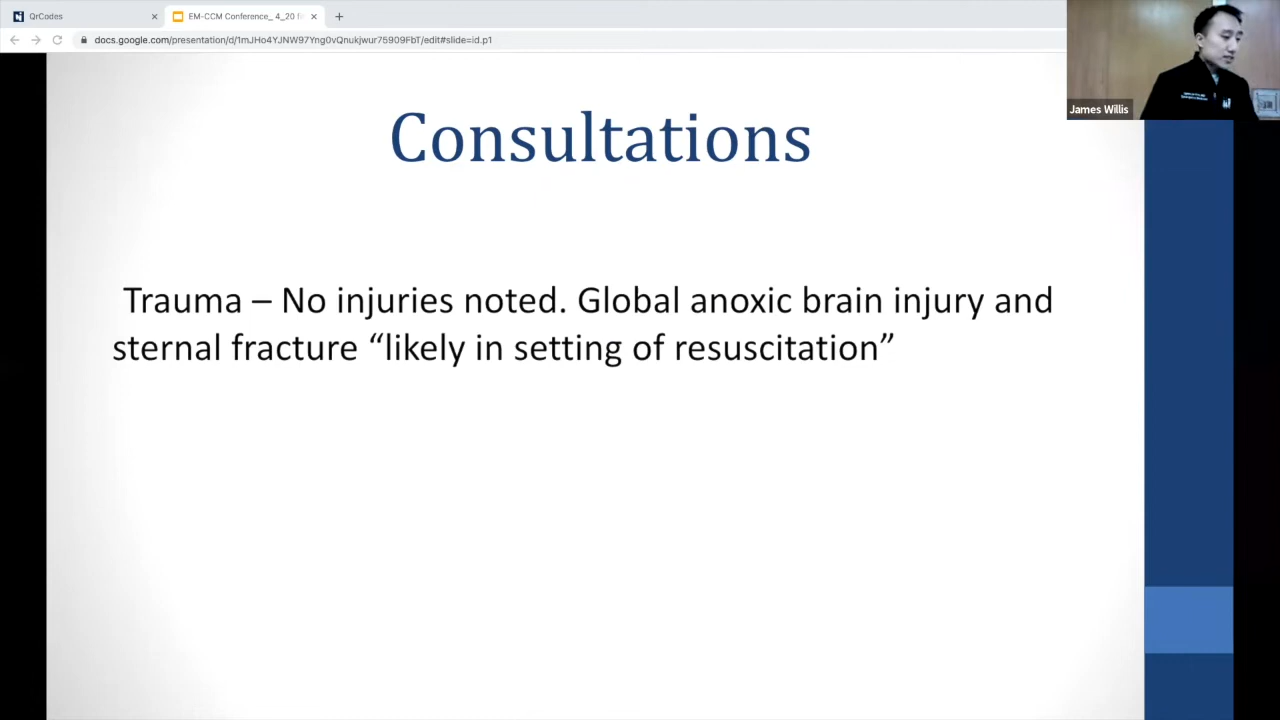 QrCodes
EM-CCM Conference_ 4_20
docs.google.com/presentation/d/1mJHo4YJNW97Yng0vQnukjwur75909FbT/edit#slide=id.p1
James Willis
Consultations
Trauma – No injuries noted. Global anoxic brain injury and
sternal fracture “likely in setting of resuscitation”